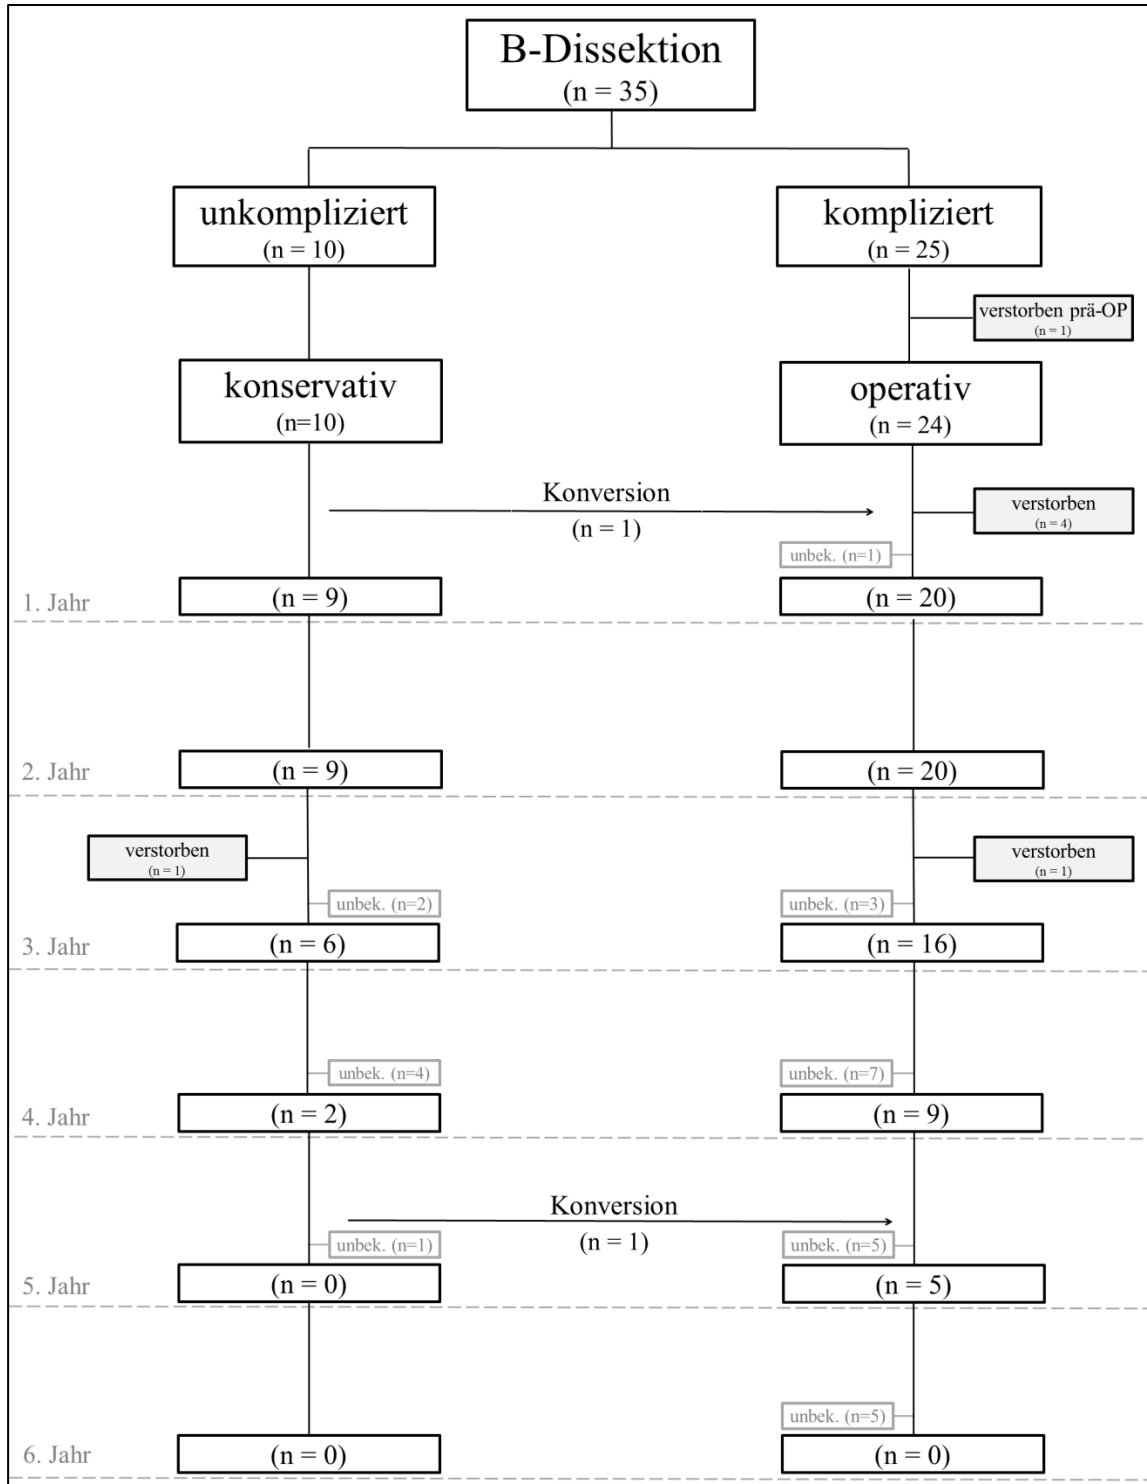 B-Dissektion
(n = 35)
unkompliziert
(n = 10)
kompliziert
(n = 25)
verstorben prä-OP
(n = 1)
konservativ
(n=10)
operativ
(n = 24)
Konversion
(n = 1)
verstorben
(n = 4)
unbek. (n=1)
1. Jahr
(n = 9)
(n = 20)
2. Jahr
(n = 9)
(n = 20)
verstorben
(n = 1)
verstorben
(n = 1)
unbek. (n=2)
unbek. (n=3)
3. Jahr
(n = 6)
(n = 16)
unbek. (n=4)
unbek. (n=7)
4. Jahr
(n = 2)
(n = 9)
Konversion
(n = 1)
unbek. (n=1)
unbek. (n=5)
5. Jahr
(n = 0)
(n = 5)
unbek. (n=5)
6. Jahr
(n = 0)
(n = 0)